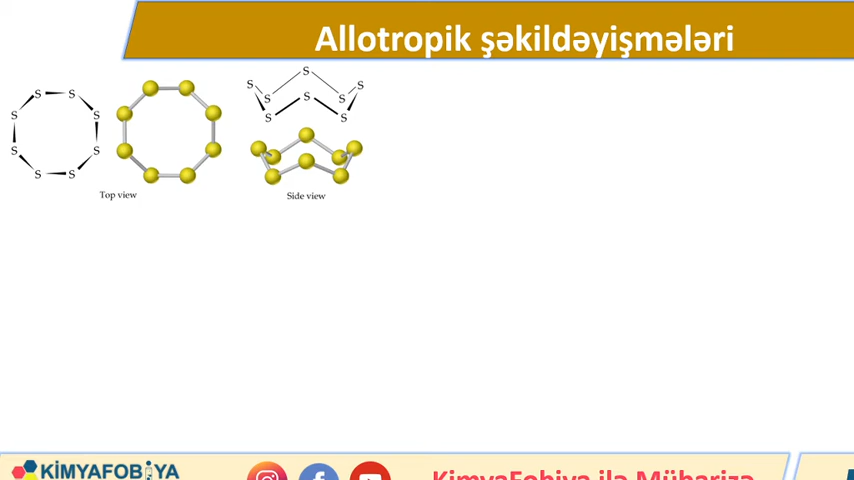 Allotropik şəkildəyişmələri
S S S S S S S S
S S S S S S S S
Top view
Side view
KİMYAFOBİYA
KimyaFobiya ilə Mübarizə